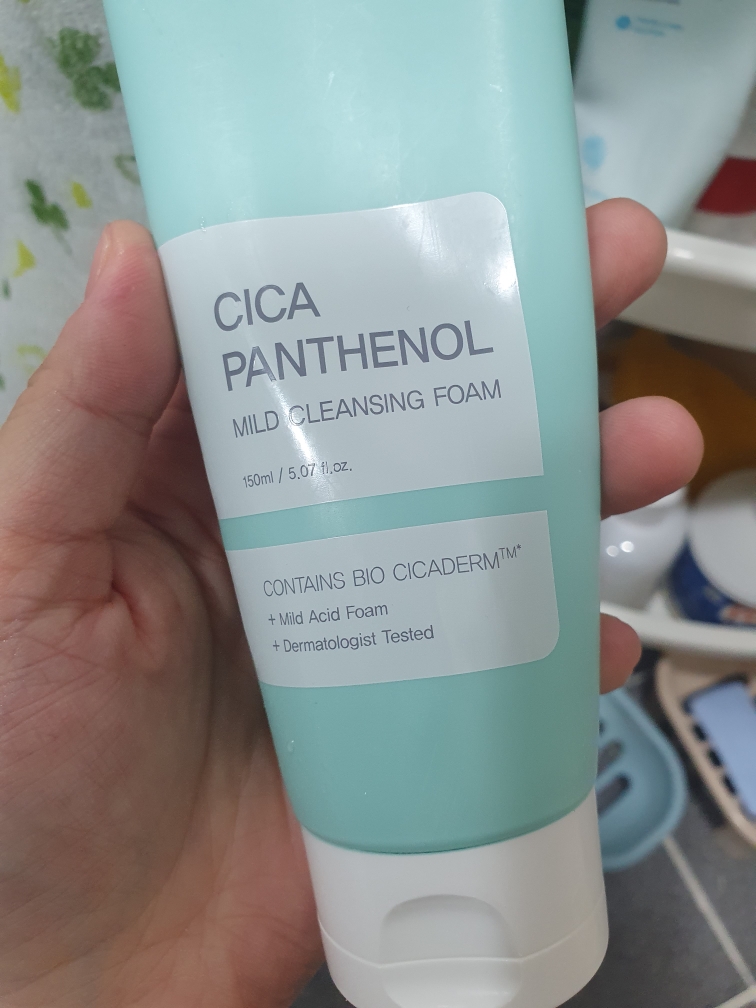 CICA
PANTHENOL
MILD CLEANSING FOAM
150ml / 5.07 fl.oz.
CONTAINS BIO CICADERM™*
+ Mild Acid Foam
+ Dermatologist Tested